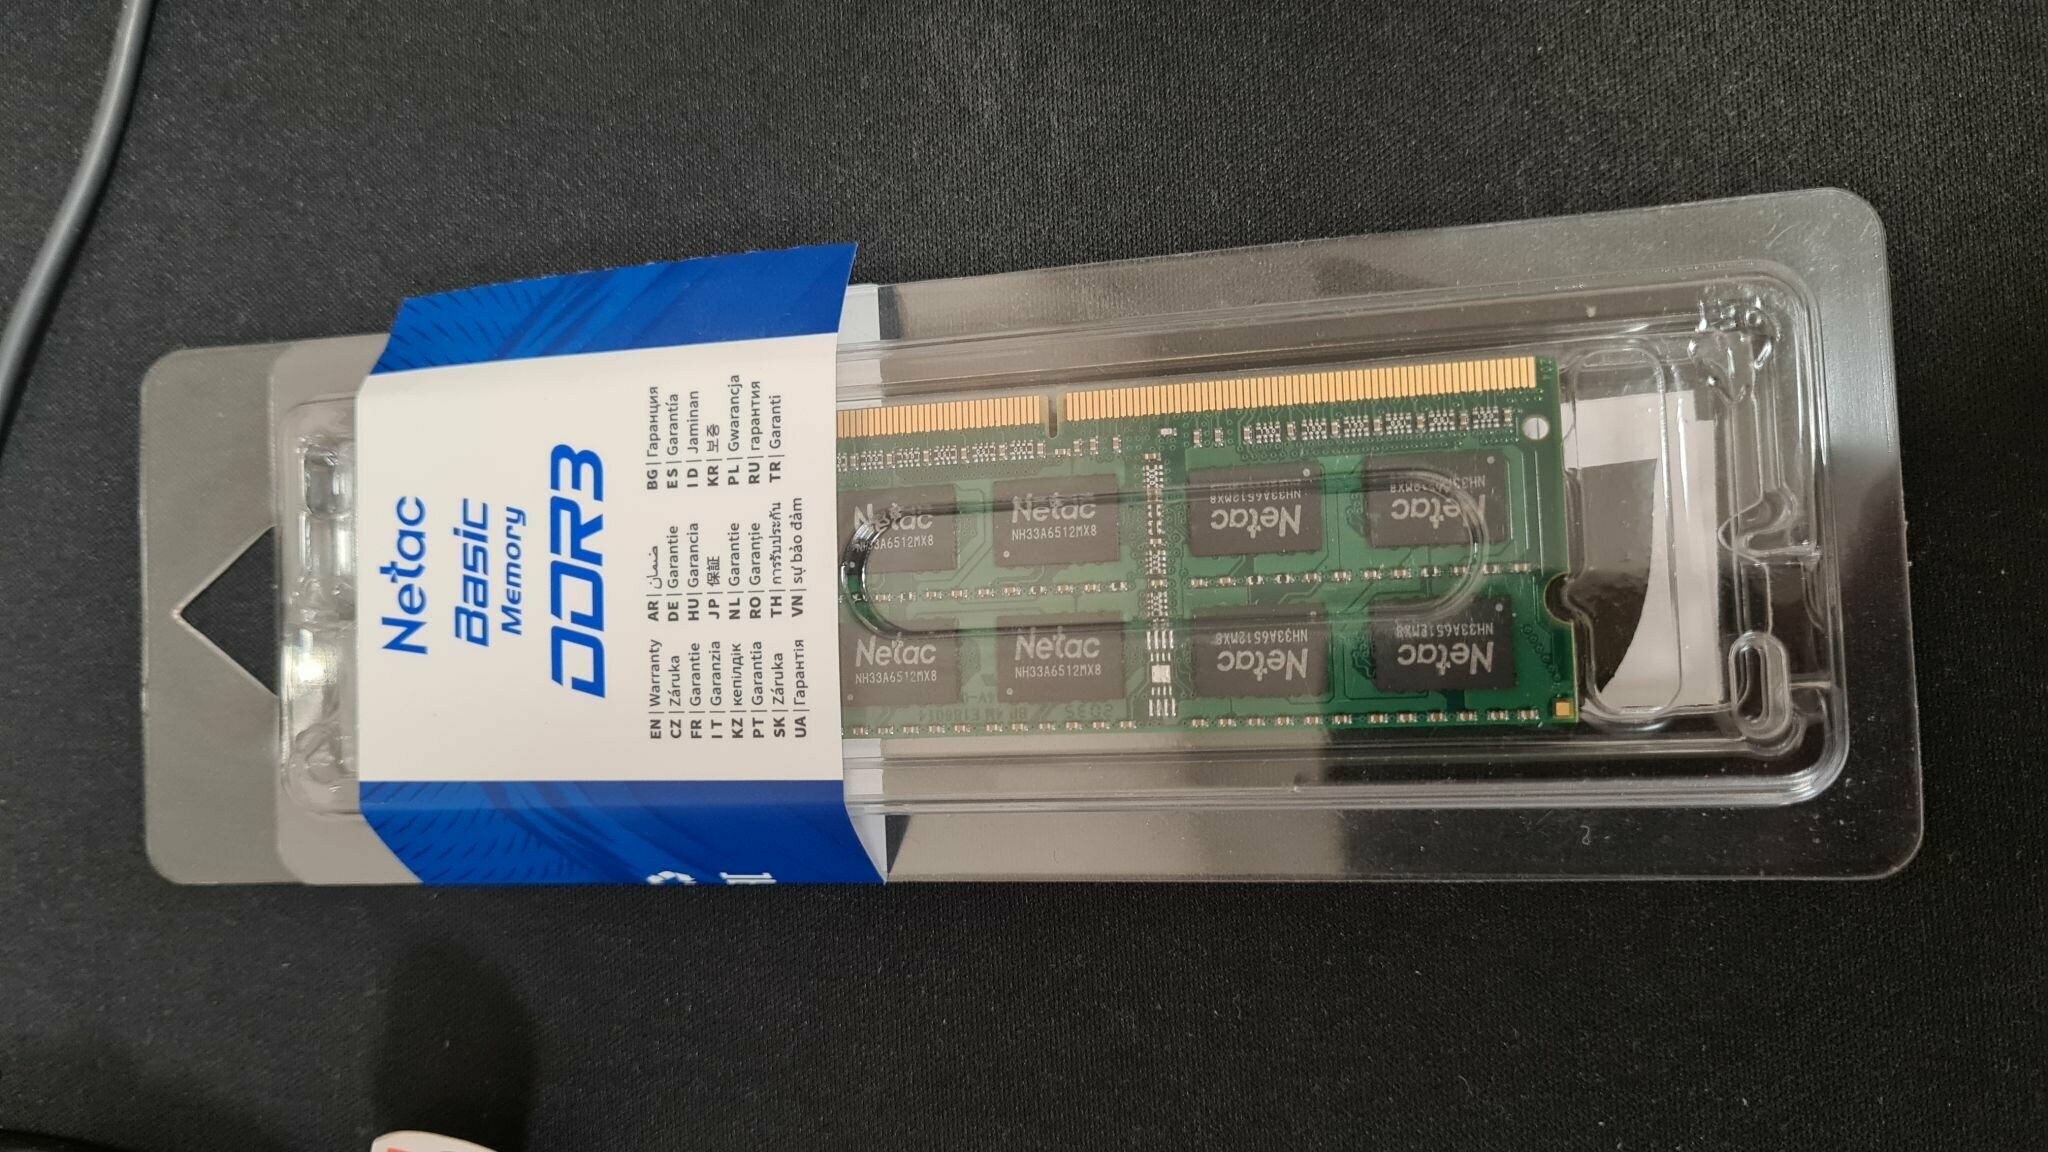 Netac
Basic
Memory
DDR3
EN | Warranty AR | ضمان BG | Гаранция
CZ | Záruka DE | Garantie ES | Garantía
FR | Garantie HU | Garancia ID | Jaminan
IT | Garanzia JP | 保証 KR | 보증
KZ | кепілдік NL | Garantie PL | Gwarancja
PT | Garantia RO | Garanție RU | гарантия
SK | Záruka TH | การรับประกัน TR | Garanti
UA | Гарантія VN | sự bảo đảm
Netac
NH33A6512MX8
Netac
NH33A6512MX8
Netac
NH33A6512MX8
Netac
NH33A6512MX8
Netac
NH33A6512MX8
Netac
NH33A6512MX8
Netac
NH33A6512MX8
Netac
NH33A6512MX8